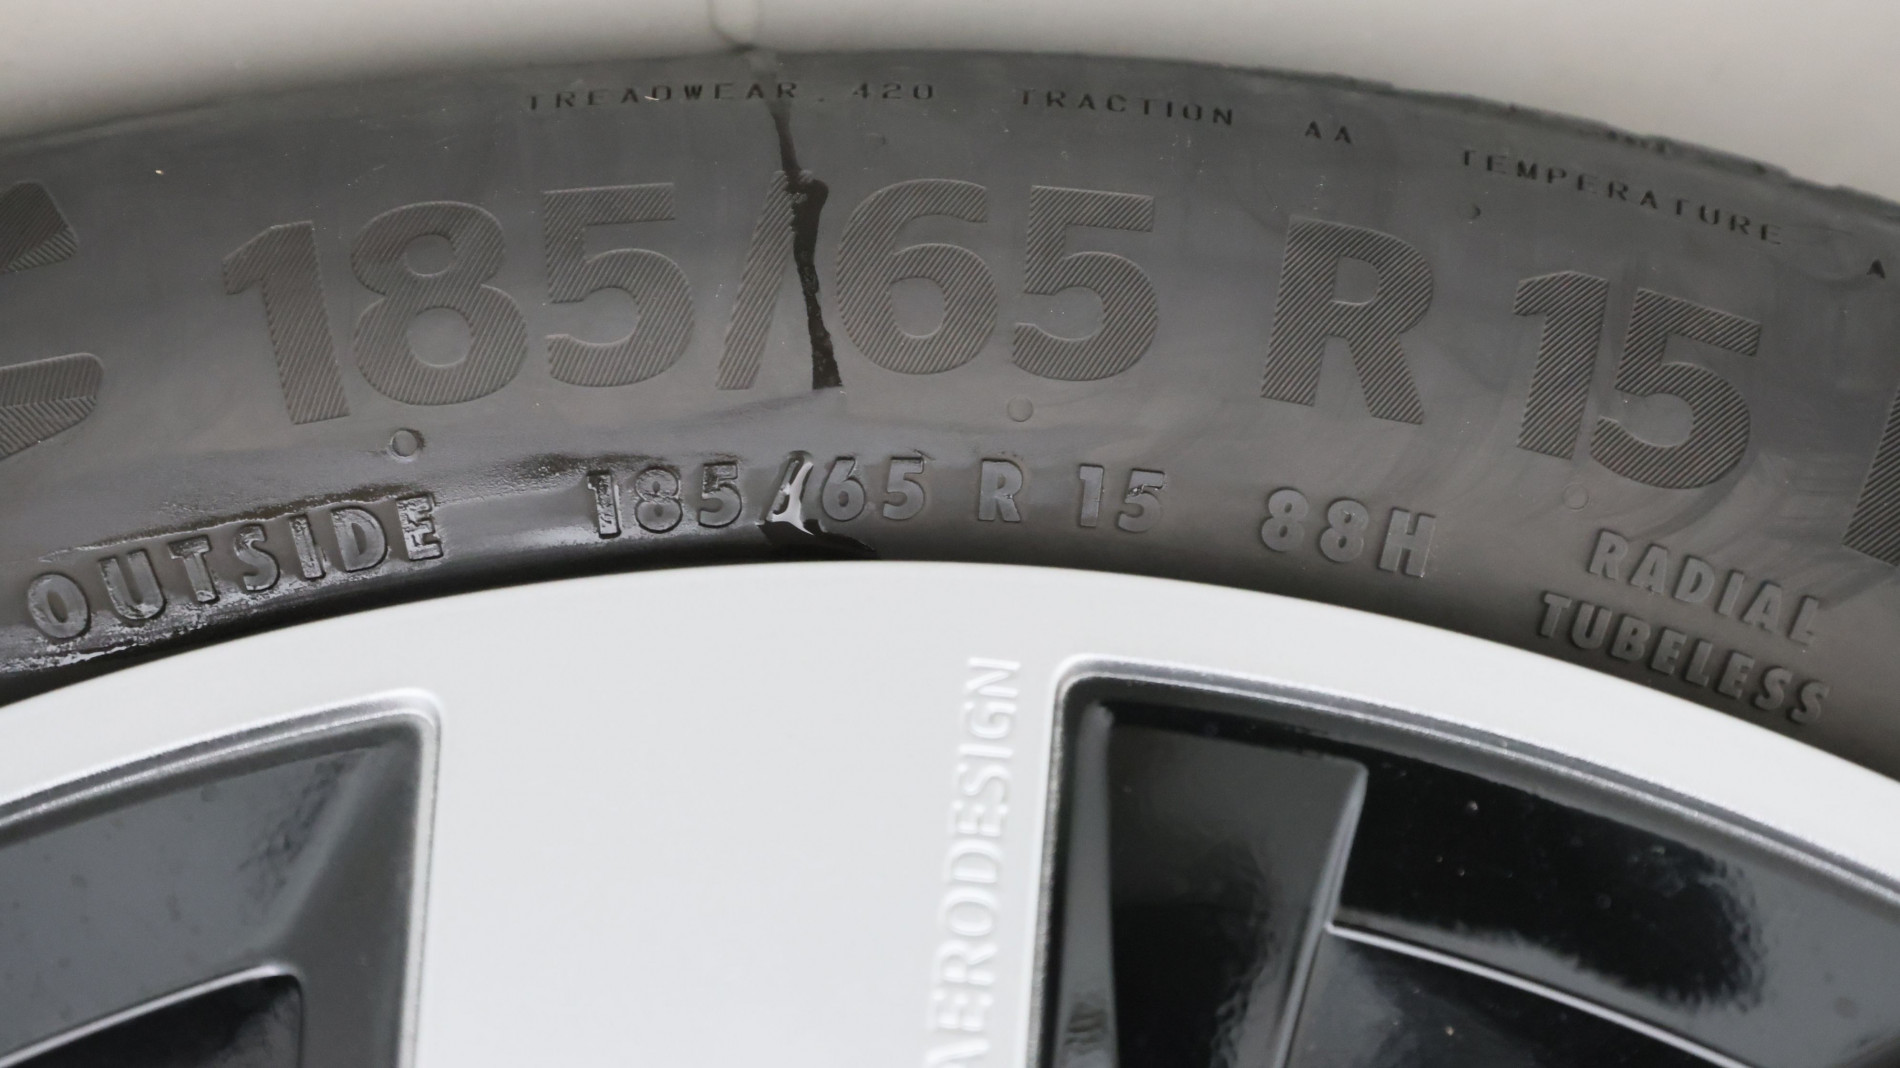 TREADWEAR 420 TRACTION AA TEMPERATURE A
185/65 R 15
OUTSIDE 185/65 R 15 88H RADIAL
TUBELESS
AERODESIGN